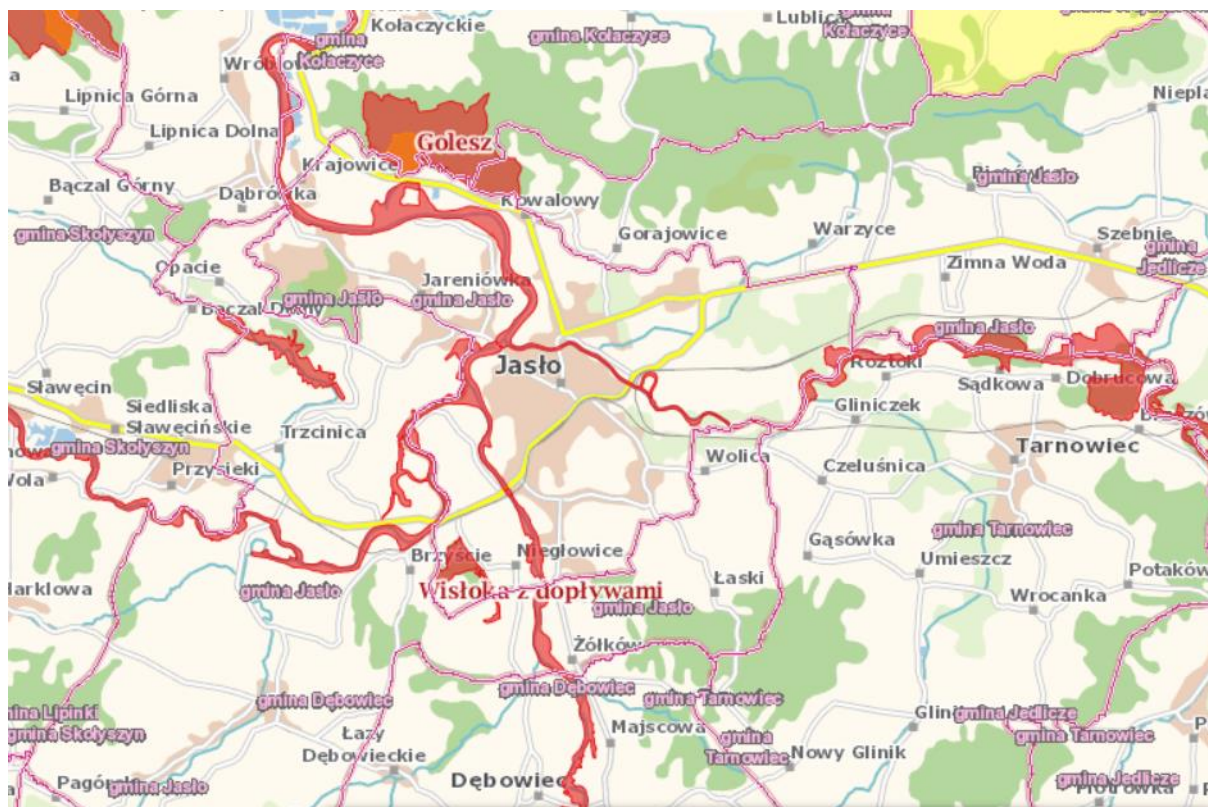 Kołaczyckie
Lublica
gmina
Kołaczyce
gmina Kołaczyce
gmina
Kołaczyce
Lipnica Górna
Lipnica Dolna
Golesz
Krajowice
Bączal Górny
Dąbrówka
Kowalowy
gmina Jasło
gmina Skołyszyn
Gorajowice
Warzyce
Szebnie
gmina
Jedlicze
Opacie
Jareniówka
Zimna Woda
gmina Jasło
gmina Jasło
Bączal Dolny
gmina Jasło
Jasło
Roztoki
Sławęcin
Sądkowa
Dobrucowa
Siedliska
Sławęcińskie
Gliniczek
gmina Skołyszyn
Trzcinica
Tarnowiec
Przysieki
Wolica
Czeluśnica
gmina Tarnowiec
Gąsówka
Brzyście
Niegłowice
Umieszcz
Łaski
gmina Jasło
Wisłoka z dopływami
gmina Jasło
Wrocanka
Żółków
gmina Dębowiec
gmina Dębowiec
gmina Tarnowiec
gmina Skołyszyn
Majscowa
gmina Jedlicze
gmina Tarnowiec
Łazy
Dębowieckie
gmina
Tarnowiec
Nowy Glinik
gmina Jasło
Dębowiec
gmina Jedlicze